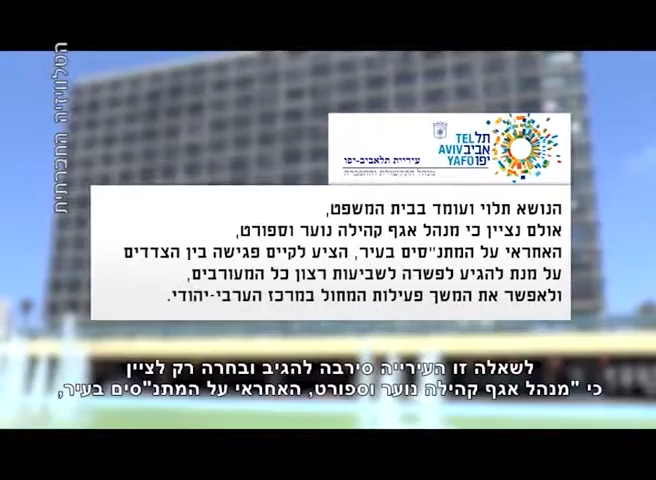 הטלוויזיה החברתית
תל
אביב
יפו
TEL
AVIV
YAFO
עיריית תל-אביב-יפו
מנהל התקשורת וההסברה
הנושא תלוי ועומד בבית המשפט,
אולם נציין כי מנהל אגף קהילה נוער וספורט,
האחראי על המתנ"סים בעיר, הציע לקיים פגישה בין הצדדים
על מנת להגיע לפשרה לשביעות רצון כל המעורבים,
ולאפשר את המשך פעילות המחול במרכז הערבי-יהודי.
לשאלה זו העירייה סירבה להגיב ובחרה רק לציין
כי "מנהל אגף קהילה נוער וספורט, האחראי על המתנ"סים בעיר,